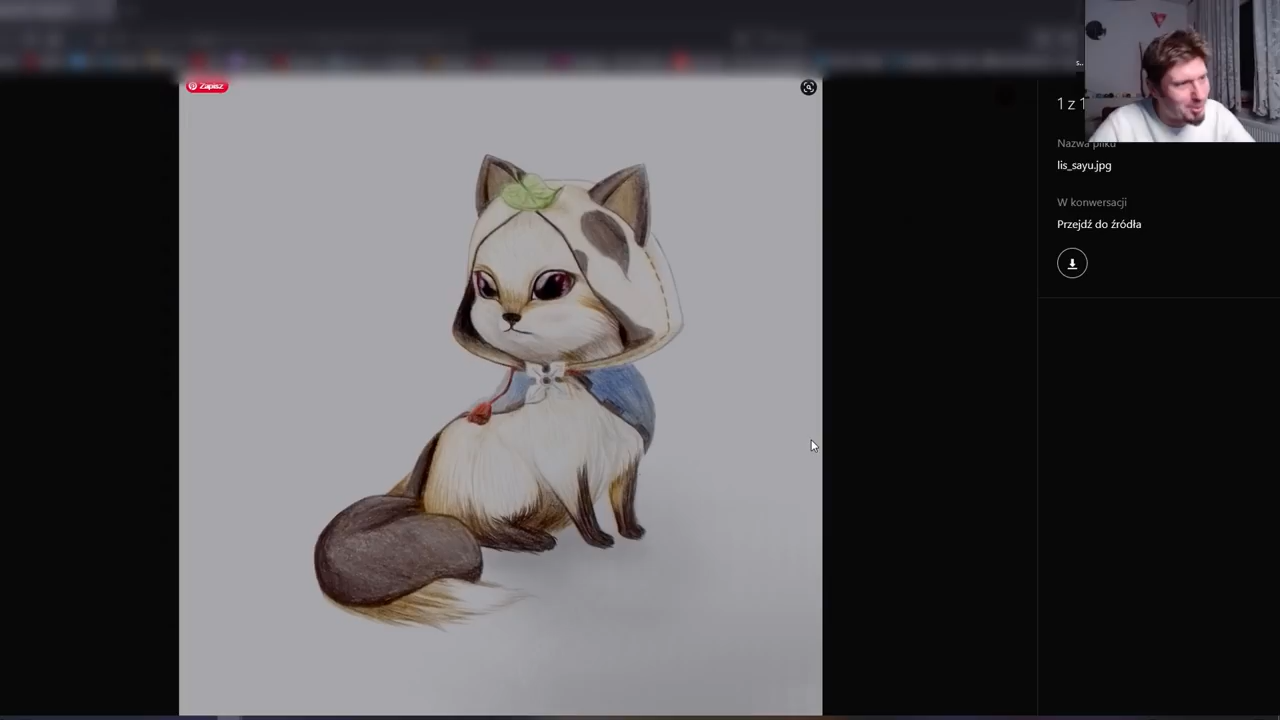 Zapisz
1 z 1
Nazwa pliku
lis_sayu.jpg
W konwersacji
Przejdź do źródła